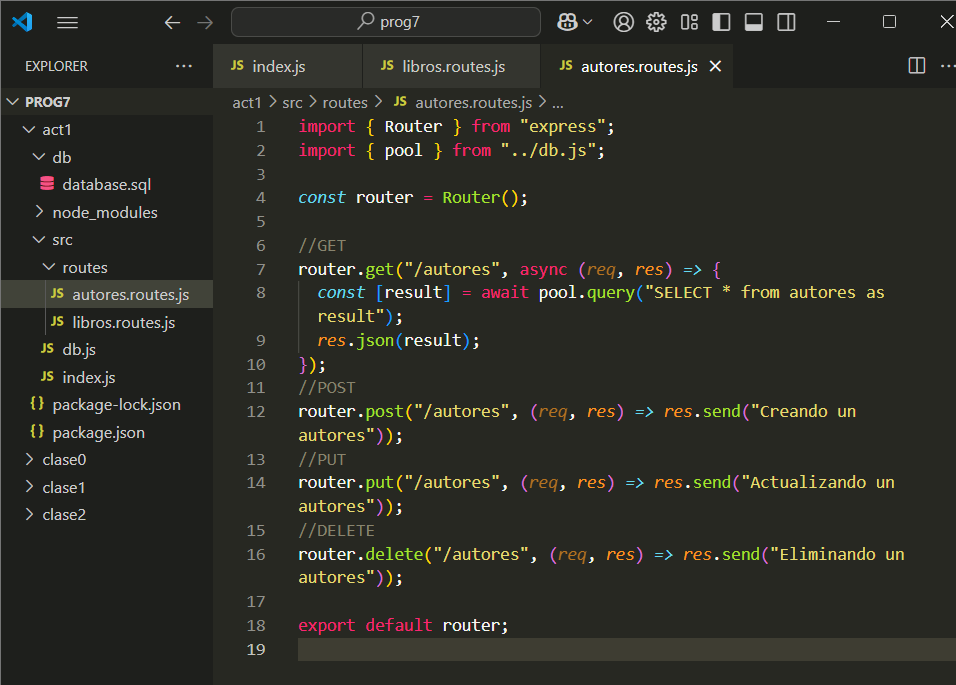 prog7
EXPLORER
PROG7
act1
db
database.sql
node_modules
src
routes
autores.routes.js
libros.routes.js
db.js
index.js
package-lock.json
package.json
clase0
clase1
clase2
JS index.js
JS libros.routes.js
JS autores.routes.js
act1 > src > routes > JS autores.routes.js > ...
1 import { Router } from "express";
2 import { pool } from "../db.js";
3
4 const router = Router();
5
6 //GET
7 router.get("/autores", async (req, res) => {
8 const [result] = await pool.query("SELECT * from autores as
result");
9 res.json(result);
10 });
11 //POST
12 router.post("/autores", (req, res) => res.send("Creando un
autores"));
13 //PUT
14 router.put("/autores", (req, res) => res.send("Actualizando un
autores"));
15 //DELETE
16 router.delete("/autores", (req, res) => res.send("Eliminando un
autores"));
17
18 export default router;
19